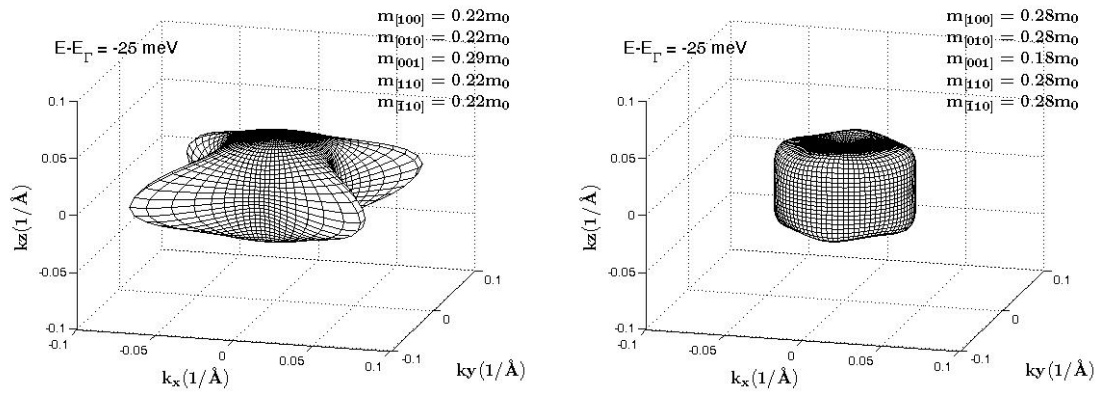 E-E_Γ = -25 meV
m[100] = 0.22m0
m[010] = 0.22m0
m[001] = 0.29m0
m[110] = 0.22m0
m[1̄10] = 0.22m0
0.1
0.05
0
-0.05
-0.1
kz(1/Å)
-0.1
-0.05
0
0.05
0.1
kx(1/Å)
-0.1
0
0.1
ky(1/Å)
E-E_Γ = -25 meV
m[100] = 0.28m0
m[010] = 0.28m0
m[001] = 0.18m0
m[110] = 0.28m0
m[1̄10] = 0.28m0
0.1
0.05
0
-0.05
-0.1
kz(1/Å)
-0.1
-0.05
0
0.05
0.1
kx(1/Å)
-0.1
0
0.1
ky(1/Å)